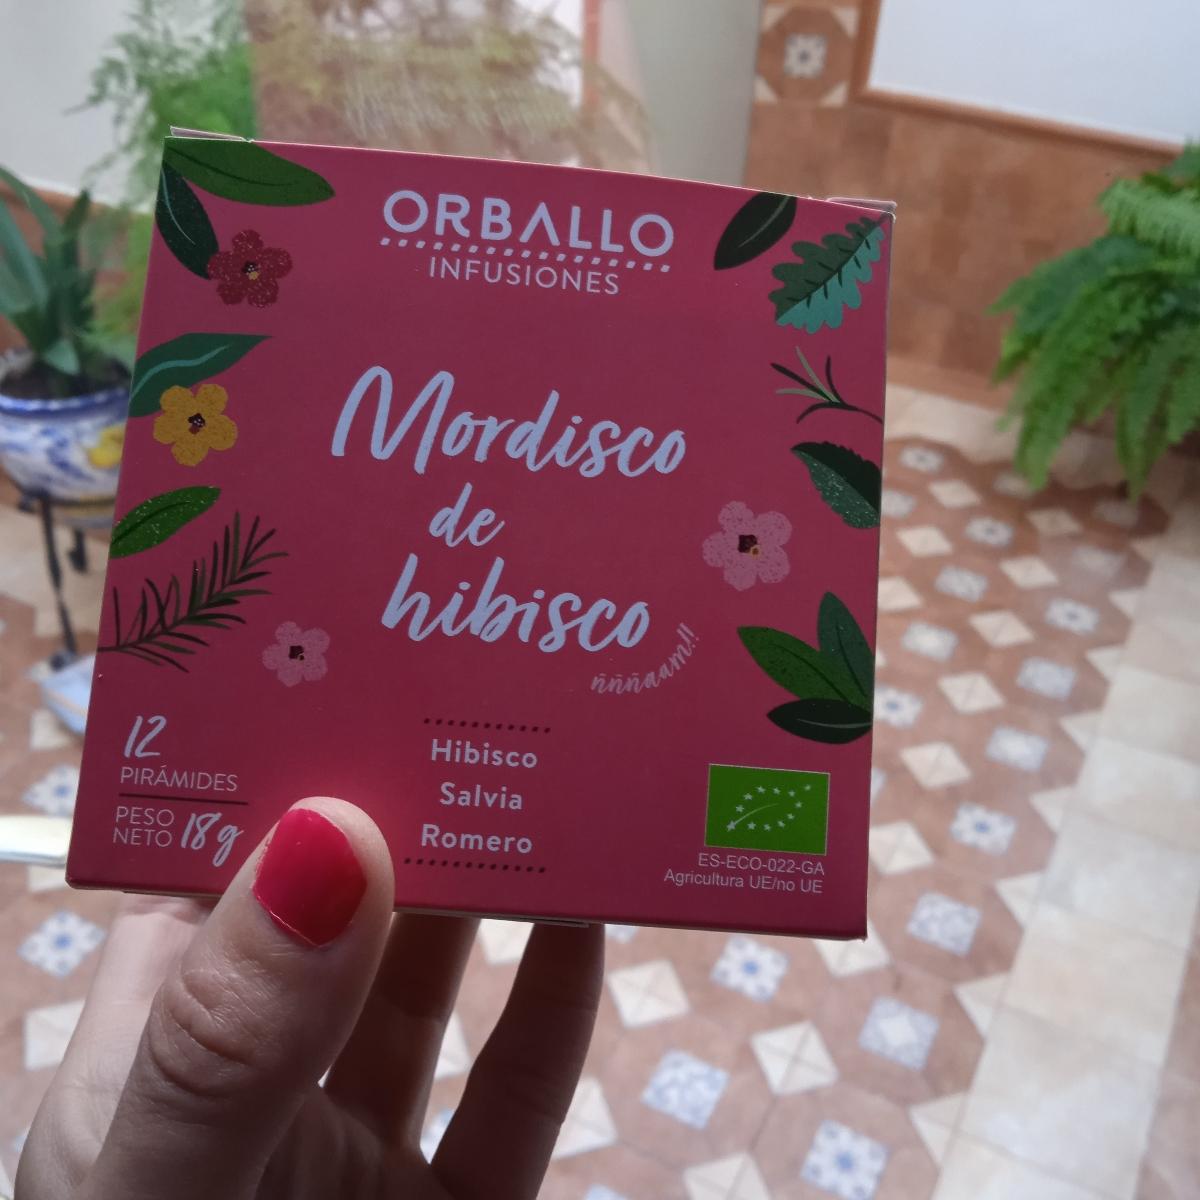 ORBALLO
INFUSIONES
Mordisco
de
hibisco
ñññaaam!!
12
PIRÁMIDES
PESO
NETO 18g
Hibisco
Salvia
Romero
ES-ECO-022-GA
Agricultura UE/no UE